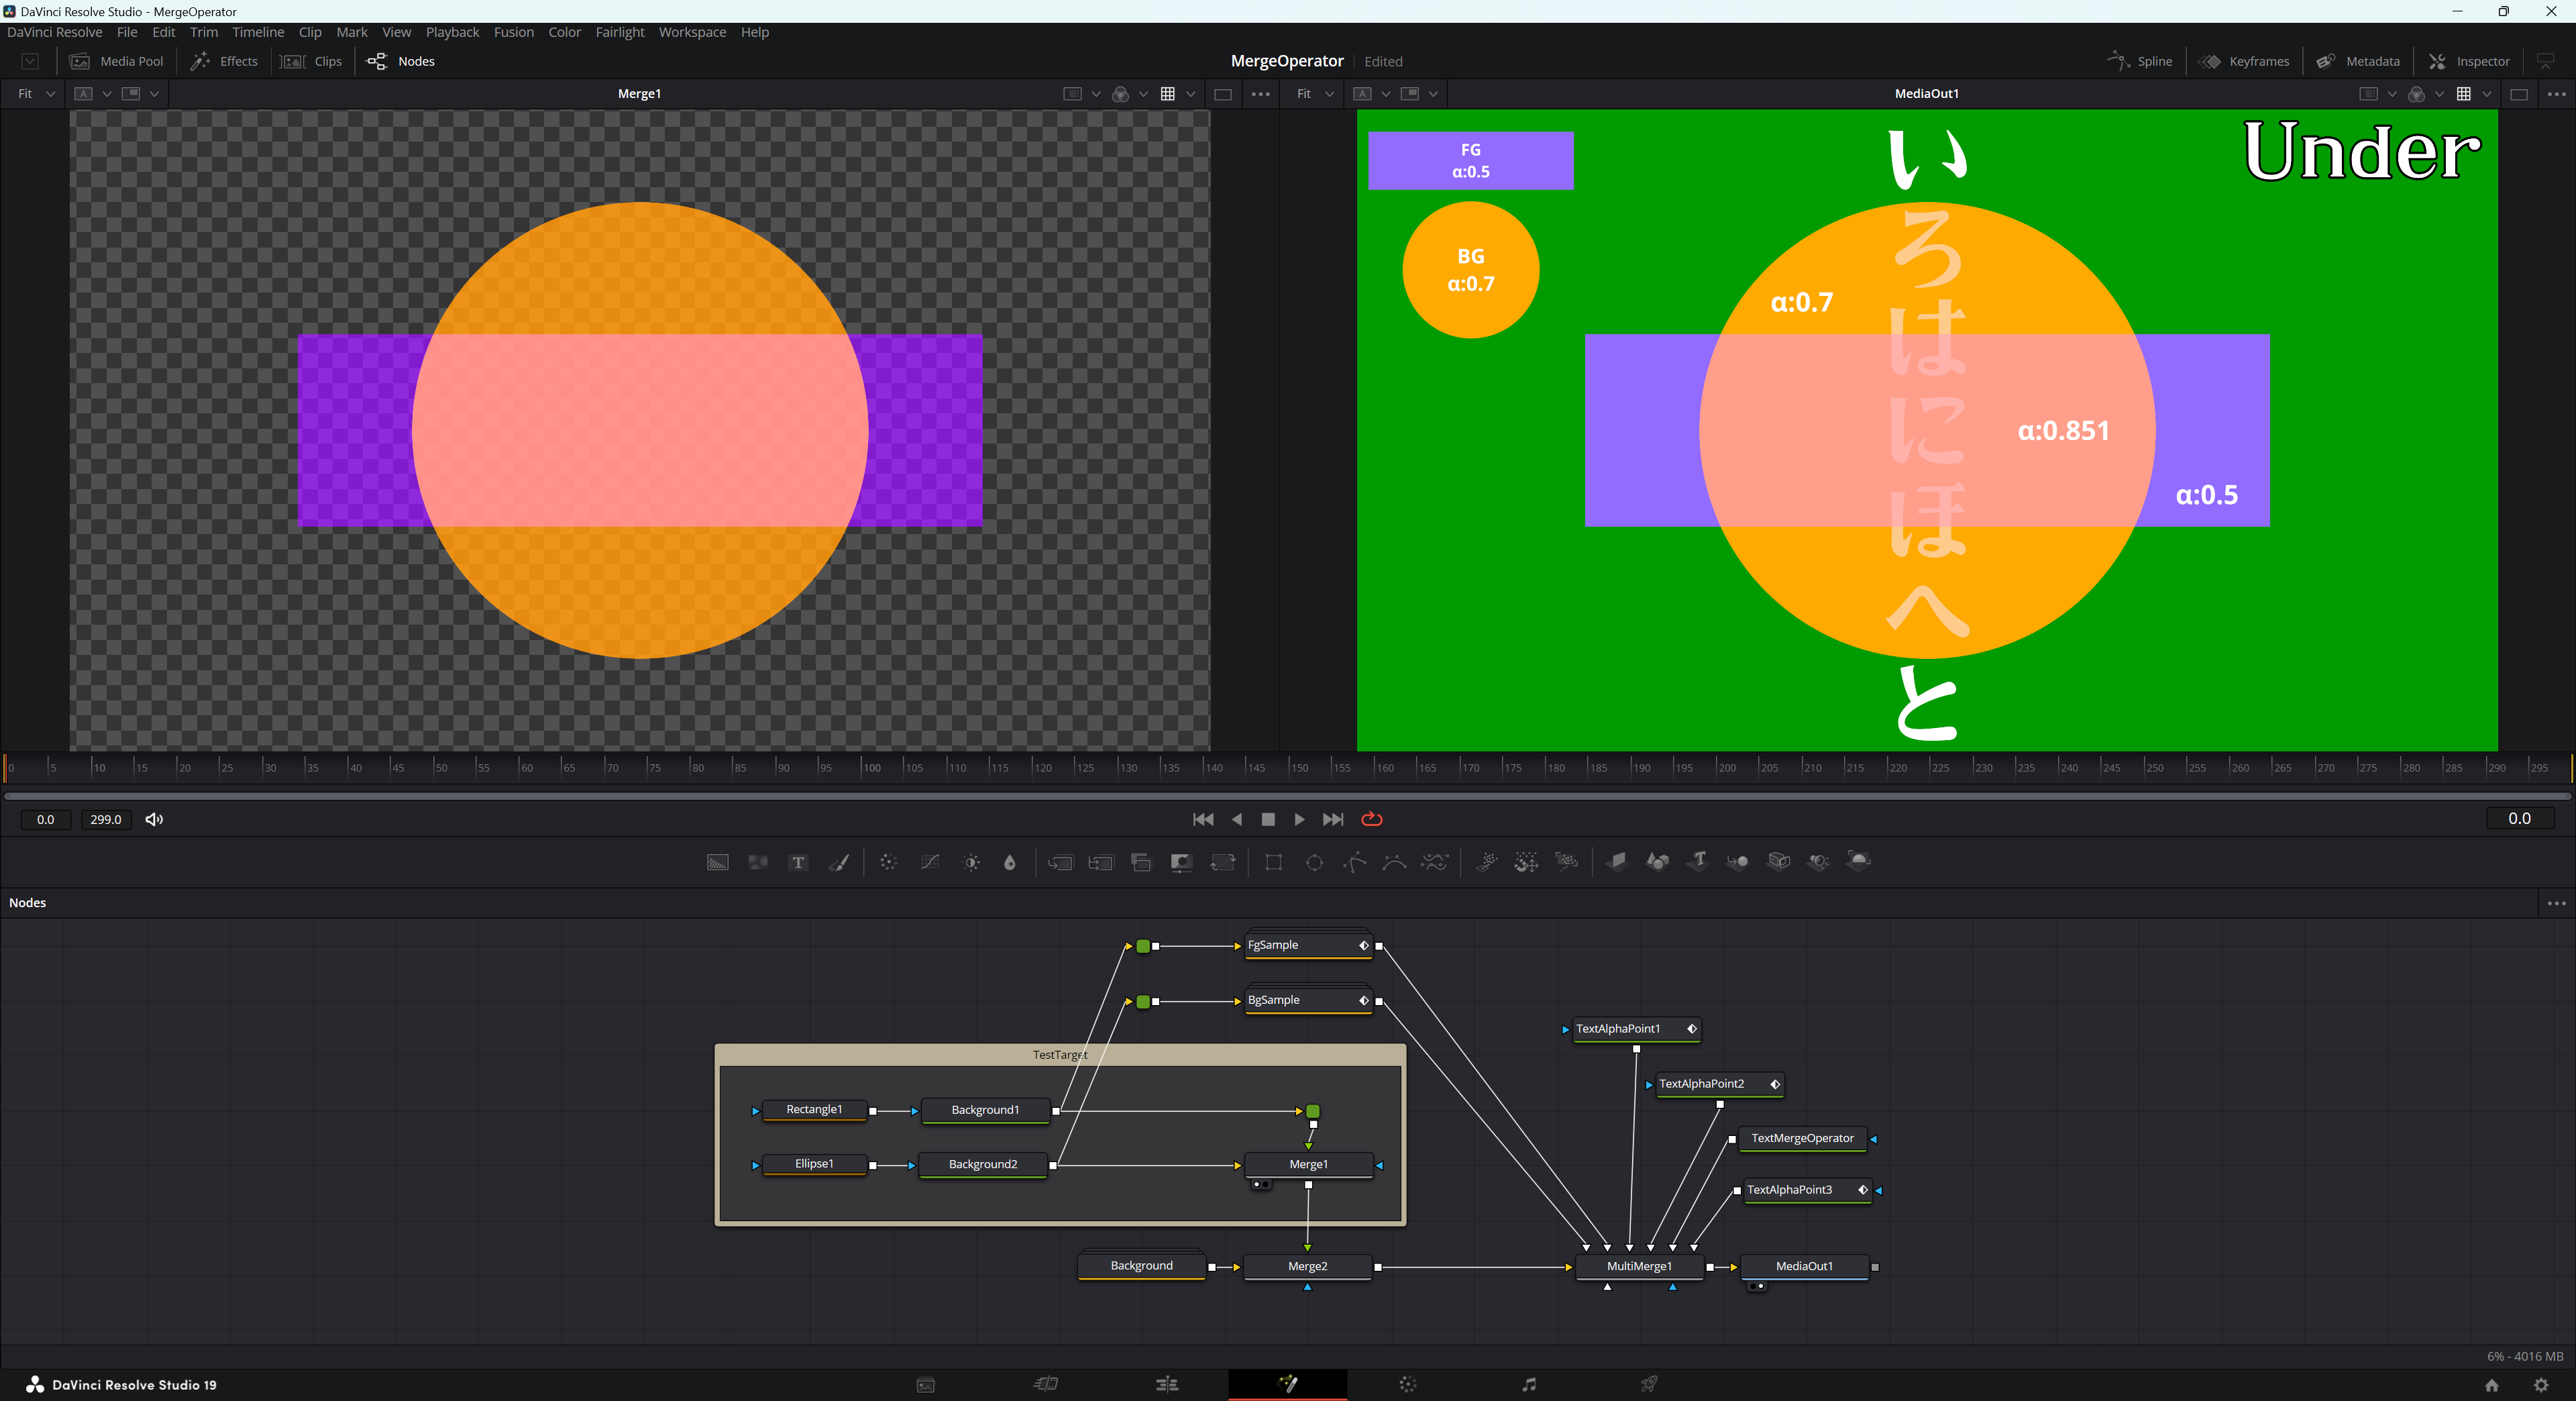 DaVinci Resolve Studio - MergeOperator
DaVinci Resolve File Edit Trim Timeline Clip Mark View Playback Fusion Color Fairlight Workspace Help
Media Pool Effects Clips Nodes MergeOperator Edited Spline Keyframes Metadata Inspector
Fit A Merge1 Fit A MediaOut1
FG
α:0.5
BG
α:0.7
Under
いろはにほへと
α:0.7
α:0.851
α:0.5
0 5 10 15 20 25 30 35 40 45 50 55 60 65 70 75 80 85 90 95 100 105 110 115 120 125 130 135 140 145 150 155 160 165 170 175 180 185 190 195 200 205 210 215 220 225 230 235 240 245 250 255 260 265 270 275 280 285 290 295
0.0 299.0 0.0
T T
Nodes
FgSample
BgSample
TextAlphaPoint1
TestTarget
TextAlphaPoint2
Rectangle1 Background1
TextMergeOperator
Ellipse1 Background2 Merge1
TextAlphaPoint3
Background Merge2 MultiMerge1 MediaOut1
6% - 4016 MB
DaVinci Resolve Studio 19